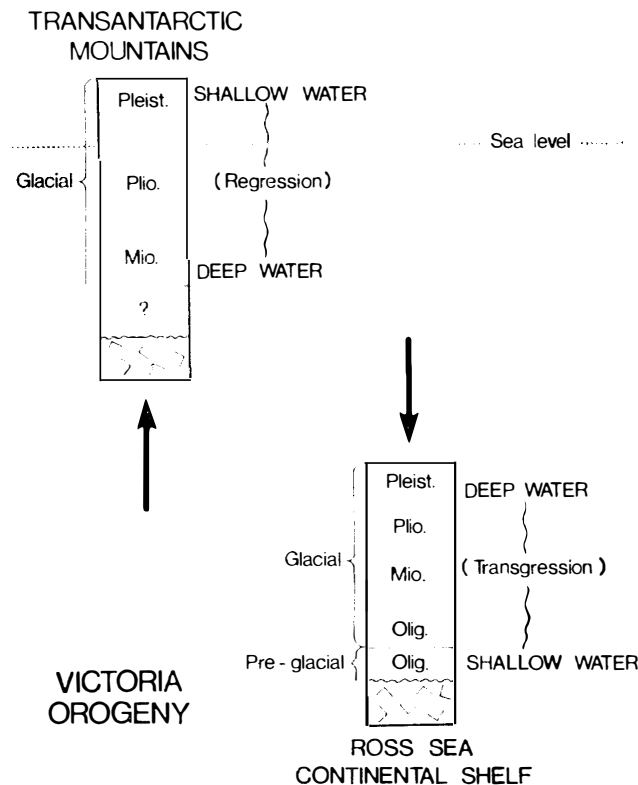 TRANSANTARCTIC
MOUNTAINS
Pleist.
SHALLOW WATER
Sea level
Glacial
Plio.
(Regression)
Mio.
DEEP WATER
?
Pleist.
DEEP WATER
Plio.
Glacial
Mio.
(Transgression)
Olig.
Pre-glacial
Olig.
SHALLOW WATER
VICTORIA
OROGENY
ROSS SEA
CONTINENTAL SHELF